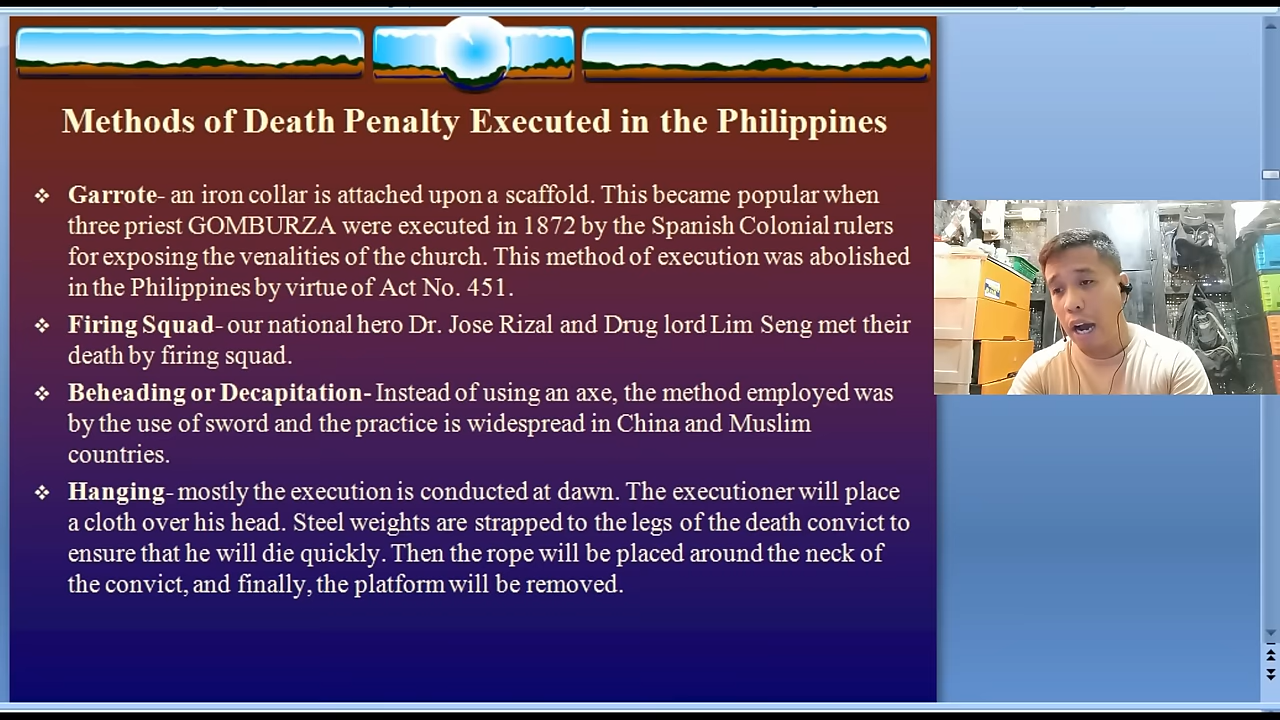 Methods of Death Penalty Executed in the Philippines
❖ Garrote- an iron collar is attached upon a scaffold. This became popular when
three priest GOMBURZA were executed in 1872 by the Spanish Colonial rulers
for exposing the venalities of the church. This method of execution was abolished
in the Philippines by virtue of Act No. 451.
❖ Firing Squad- our national hero Dr. Jose Rizal and Drug lord Lim Seng met their
death by firing squad.
❖ Beheading or Decapitation- Instead of using an axe, the method employed was
by the use of sword and the practice is widespread in China and Muslim
countries.
❖ Hanging- mostly the execution is conducted at dawn. The executioner will place
a cloth over his head. Steel weights are strapped to the legs of the death convict to
ensure that he will die quickly. Then the rope will be placed around the neck of
the convict, and finally, the platform will be removed.